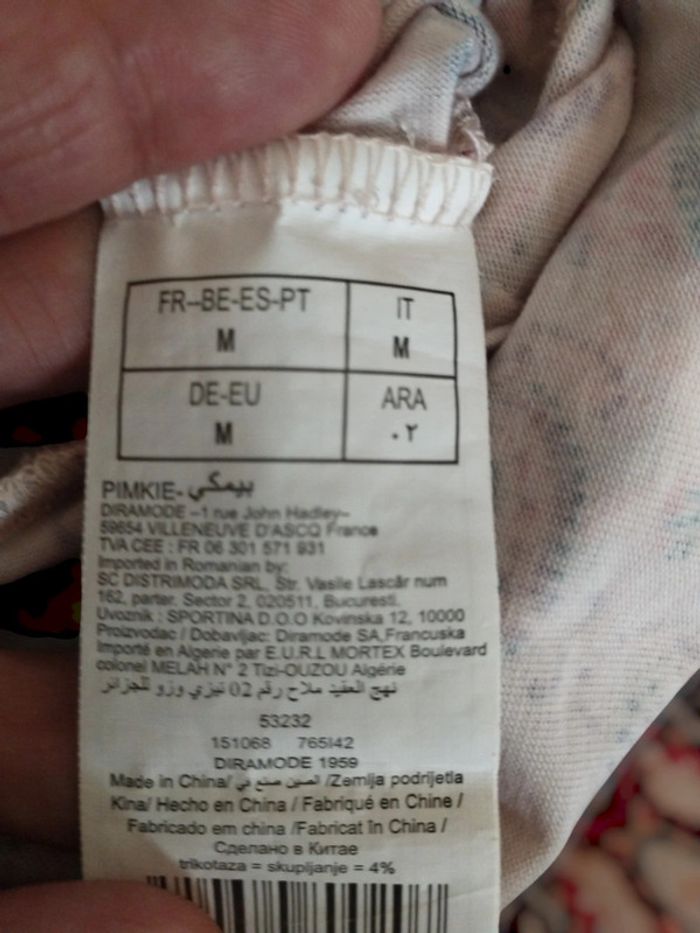 FR-BE-ES-PT IT
M M
DE-EU ARA
M ٠٢
PIMKIE- بيمكي
DIRAMODE -1 rue John Hadley-
59654 VILLENEUVE D'ASCQ France
TVA CEE : FR 06 301 571 931
Imported in Romanian by:
SC DISTRIMODA SRL, Str. Vasile Lascăr num
162, parter. Sector 2, 020511, Bucuresti.
Uvoznik : SPORTINA D.O.O Kovinska 12, 10000
Proizvodac / Dobavljac: Diramode SA,Francuska
Importé en Algerie par E.U.R.L MORTEX Boulevard
colonel MELAH N° 2 Tizi-OUZOU Algérie
نهج العقيد ملاح رقم 02 تيزي وزو للجزائر
53232
151068 765142
DIRAMODE 1959
Made in China/ الصين صنع في /Zemlja podrijetla
Kina/ Hecho en China / Fabriqué en Chine /
Fabricado em china /Fabricat în China /
Сделано в Китае
trikotaza = skupljanje = 4%